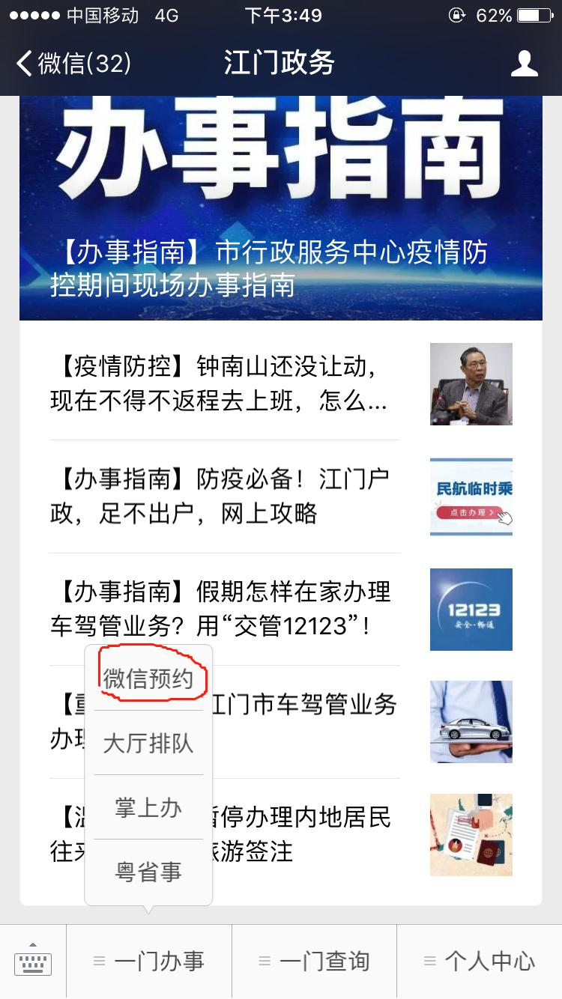 中国移动 4G 下午3:49 62%
微信(32) 江门政务
办事指南
【办事指南】市行政服务中心疫情防
控期间现场办事指南
【疫情防控】钟南山还没让动，
现在不得不返程去上班，怎么...
【办事指南】防疫必备！江门户
政，足不出户，网上攻略
民航临时乘
点击办理
【办事指南】假期怎样在家办理
车驾管业务？用“交管12123”！
12123
安全·畅通
微信预约
江门市车驾管业务
办理
大厅排队
掌上办
暂停办理内地居民
往来
旅游签注
粤省事
一门办事 一门查询 个人中心